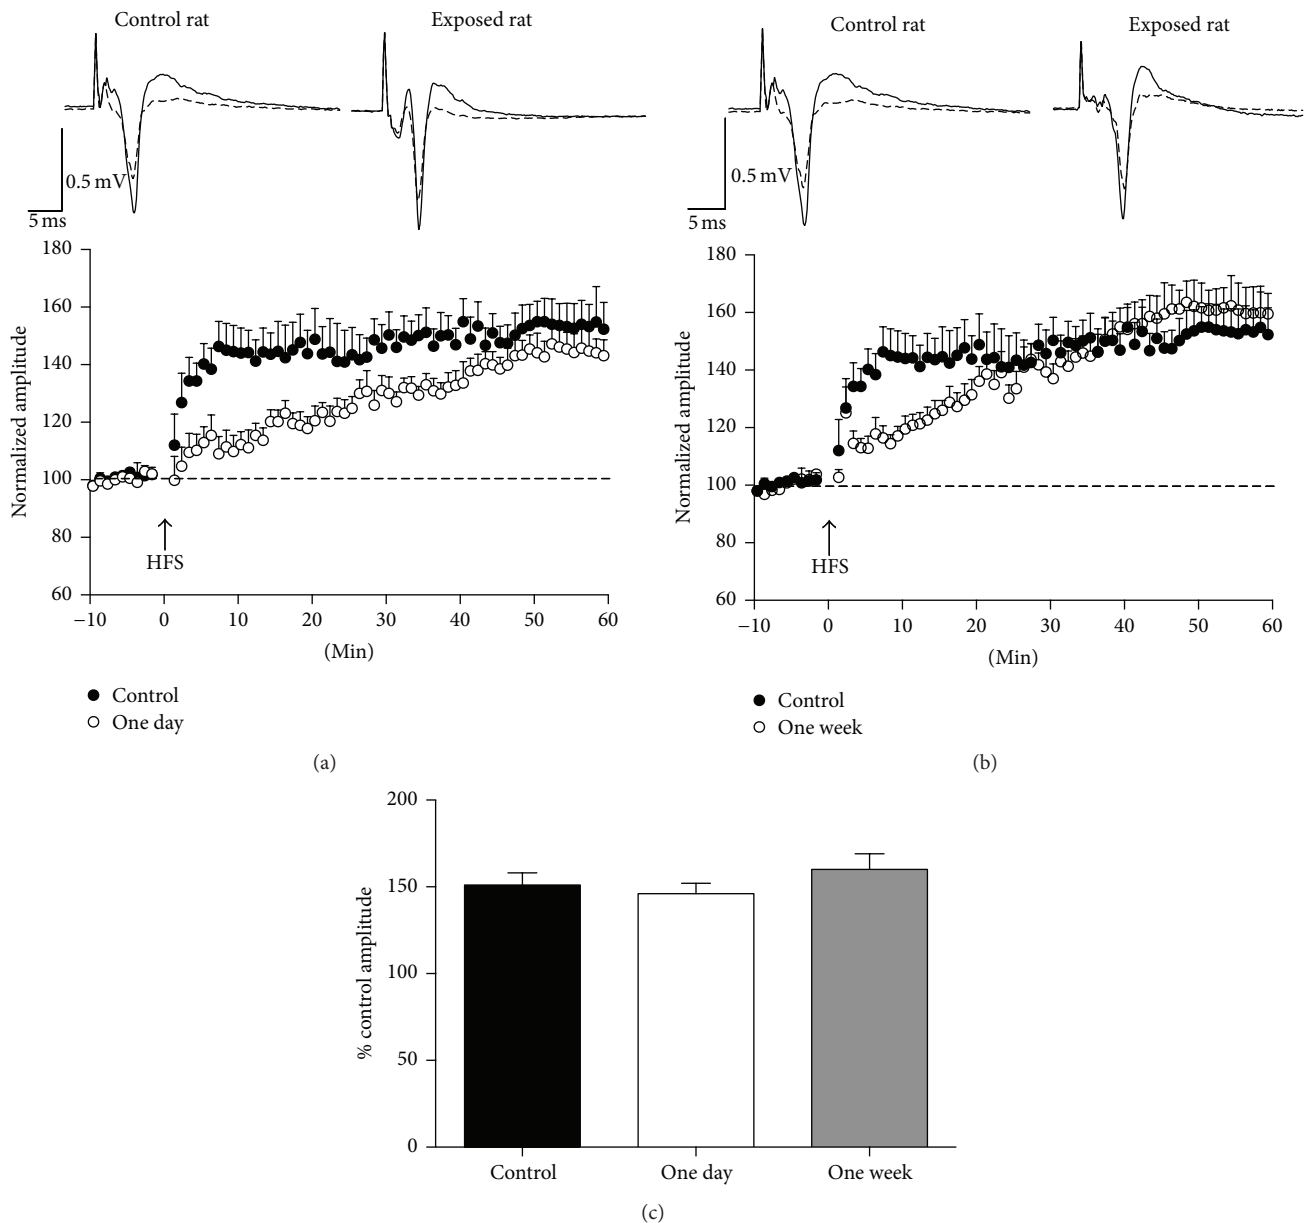 Control rat
Exposed rat
0.5 mV
5 ms
Normalized amplitude
180
160
140
120
100
80
60
HFS
−10 0 10 20 30 40 50 60
(Min)
Control
One day
(a)
Control rat
Exposed rat
0.5 mV
5 ms
Normalized amplitude
180
160
140
120
100
80
60
HFS
−10 0 10 20 30 40 50 60
(Min)
Control
One week
(b)
% control amplitude
200
150
100
50
0
Control One day One week
(c)